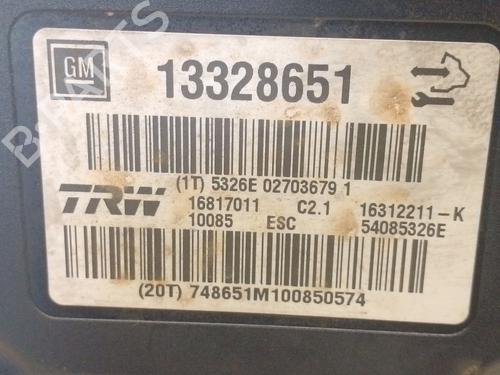 GM 13328651
(1T) 5326E 02703679 1
TRW 16817011 C2.1 16312211-K
10085 ESC 54085326E
(20T) 748651M100850574